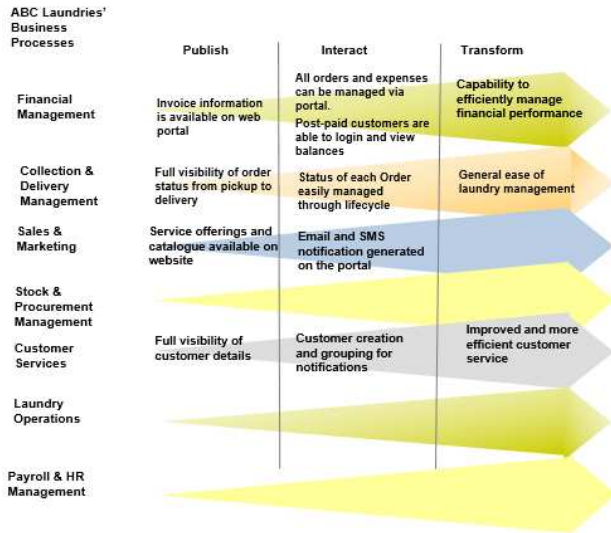 ABC Laundries'
Business
Processes
Publish
Interact
Transform
Financial
Management
Invoice information
is available on web
portal
All orders and expenses
can be managed via
portal.
Post-paid customers are
able to login and view
balances
Capability to
efficiently manage
financial performance
Collection &
Delivery
Management
Full visibility of order
status from pickup to
delivery
Status of each Order
easily managed
through lifecycle
General ease of
laundry management
Sales &
Marketing
Service offerings and
catalogue available on
website
Email and SMS
notification generated
on the portal
Stock &
Procurement
Management
Customer
Services
Full visibility of
customer details
Customer creation
and grouping for
notifications
Improved and more
efficient customer
service
Laundry
Operations
Payroll & HR
Management